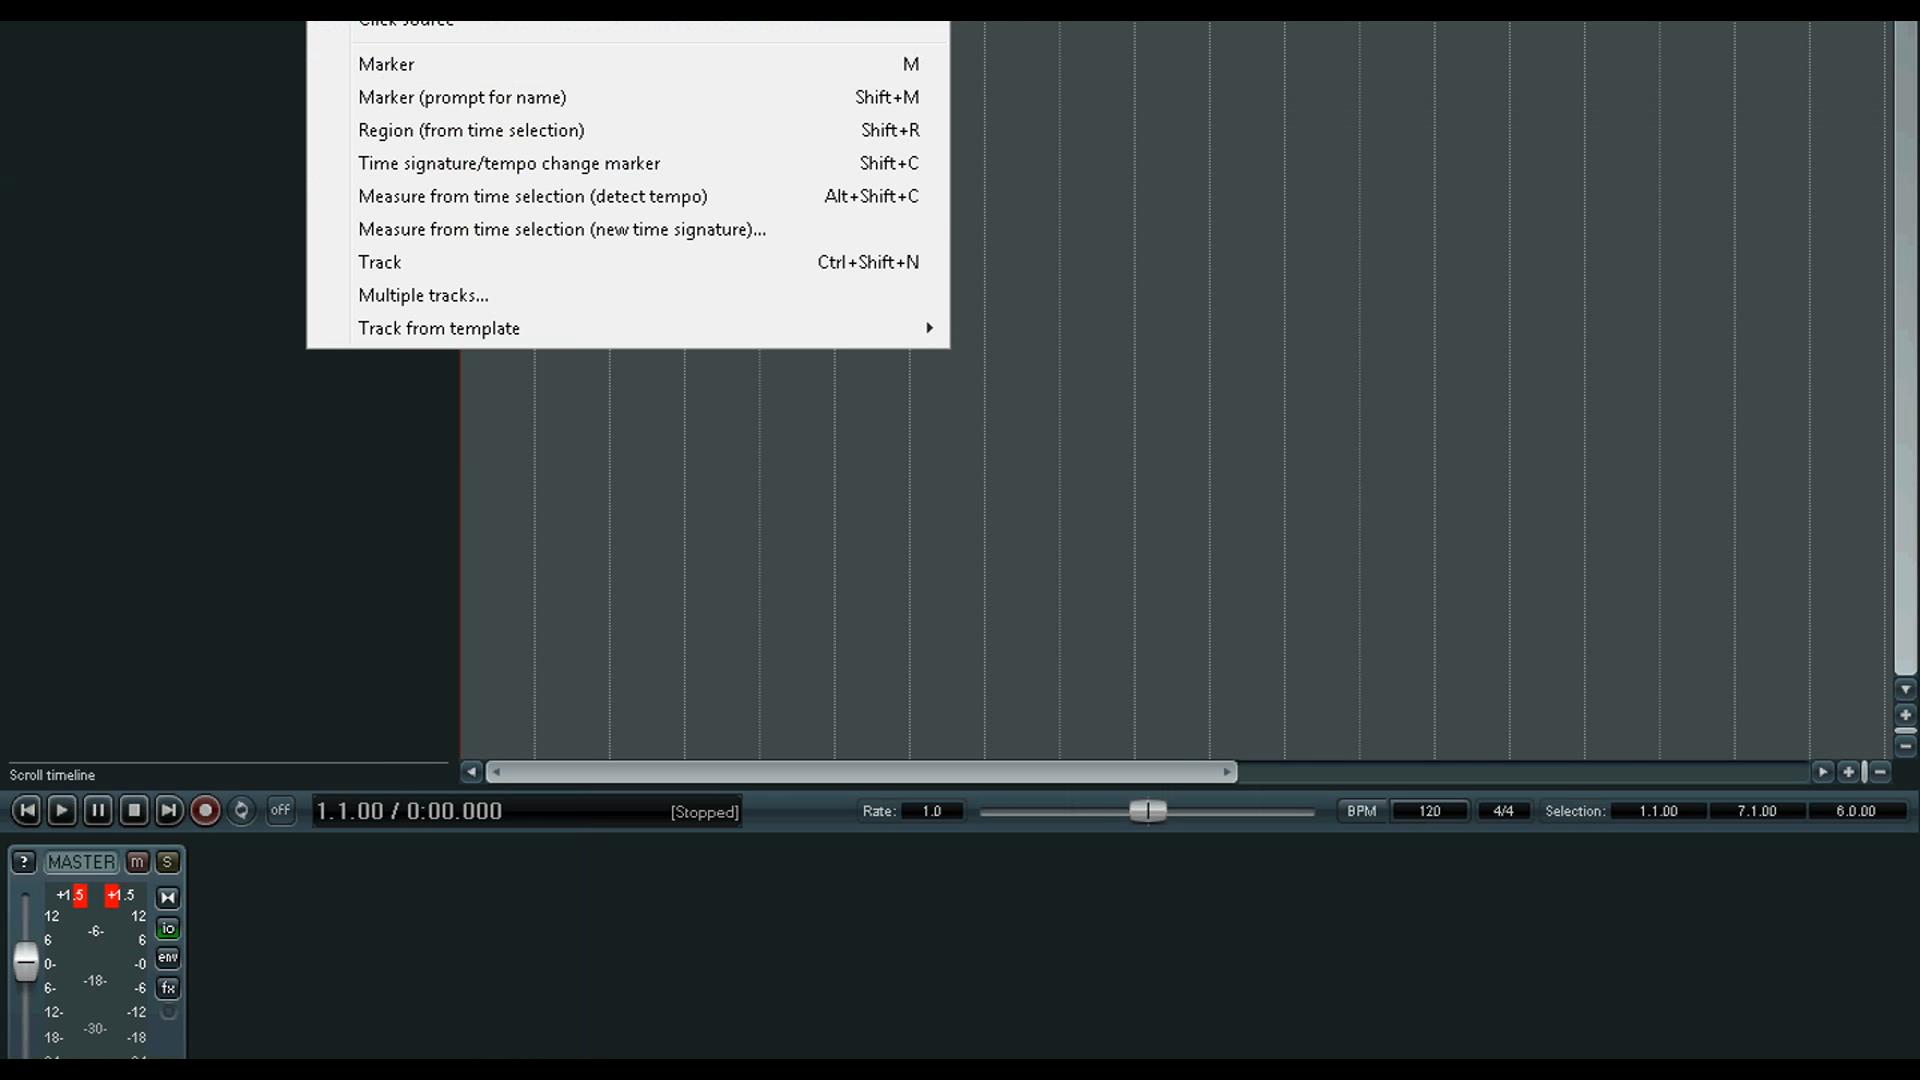 Click source
Marker M
Marker (prompt for name) Shift+M
Region (from time selection) Shift+R
Time signature/tempo change marker Shift+C
Measure from time selection (detect tempo) Alt+Shift+C
Measure from time selection (new time signature)...
Track Ctrl+Shift+N
Multiple tracks...
Track from template
Scroll timeline
off 1.1.00 / 0:00.000 [Stopped] Rate: 1.0 BPM 120 4/4 Selection: 1.1.00 7.1.00 6.0.00
? MASTER m S
+1.5 +1.5
12 12
-6-
6 6 io
0- -0 env
-18-
6- -6 fx
12- -12
-30-
18- -18